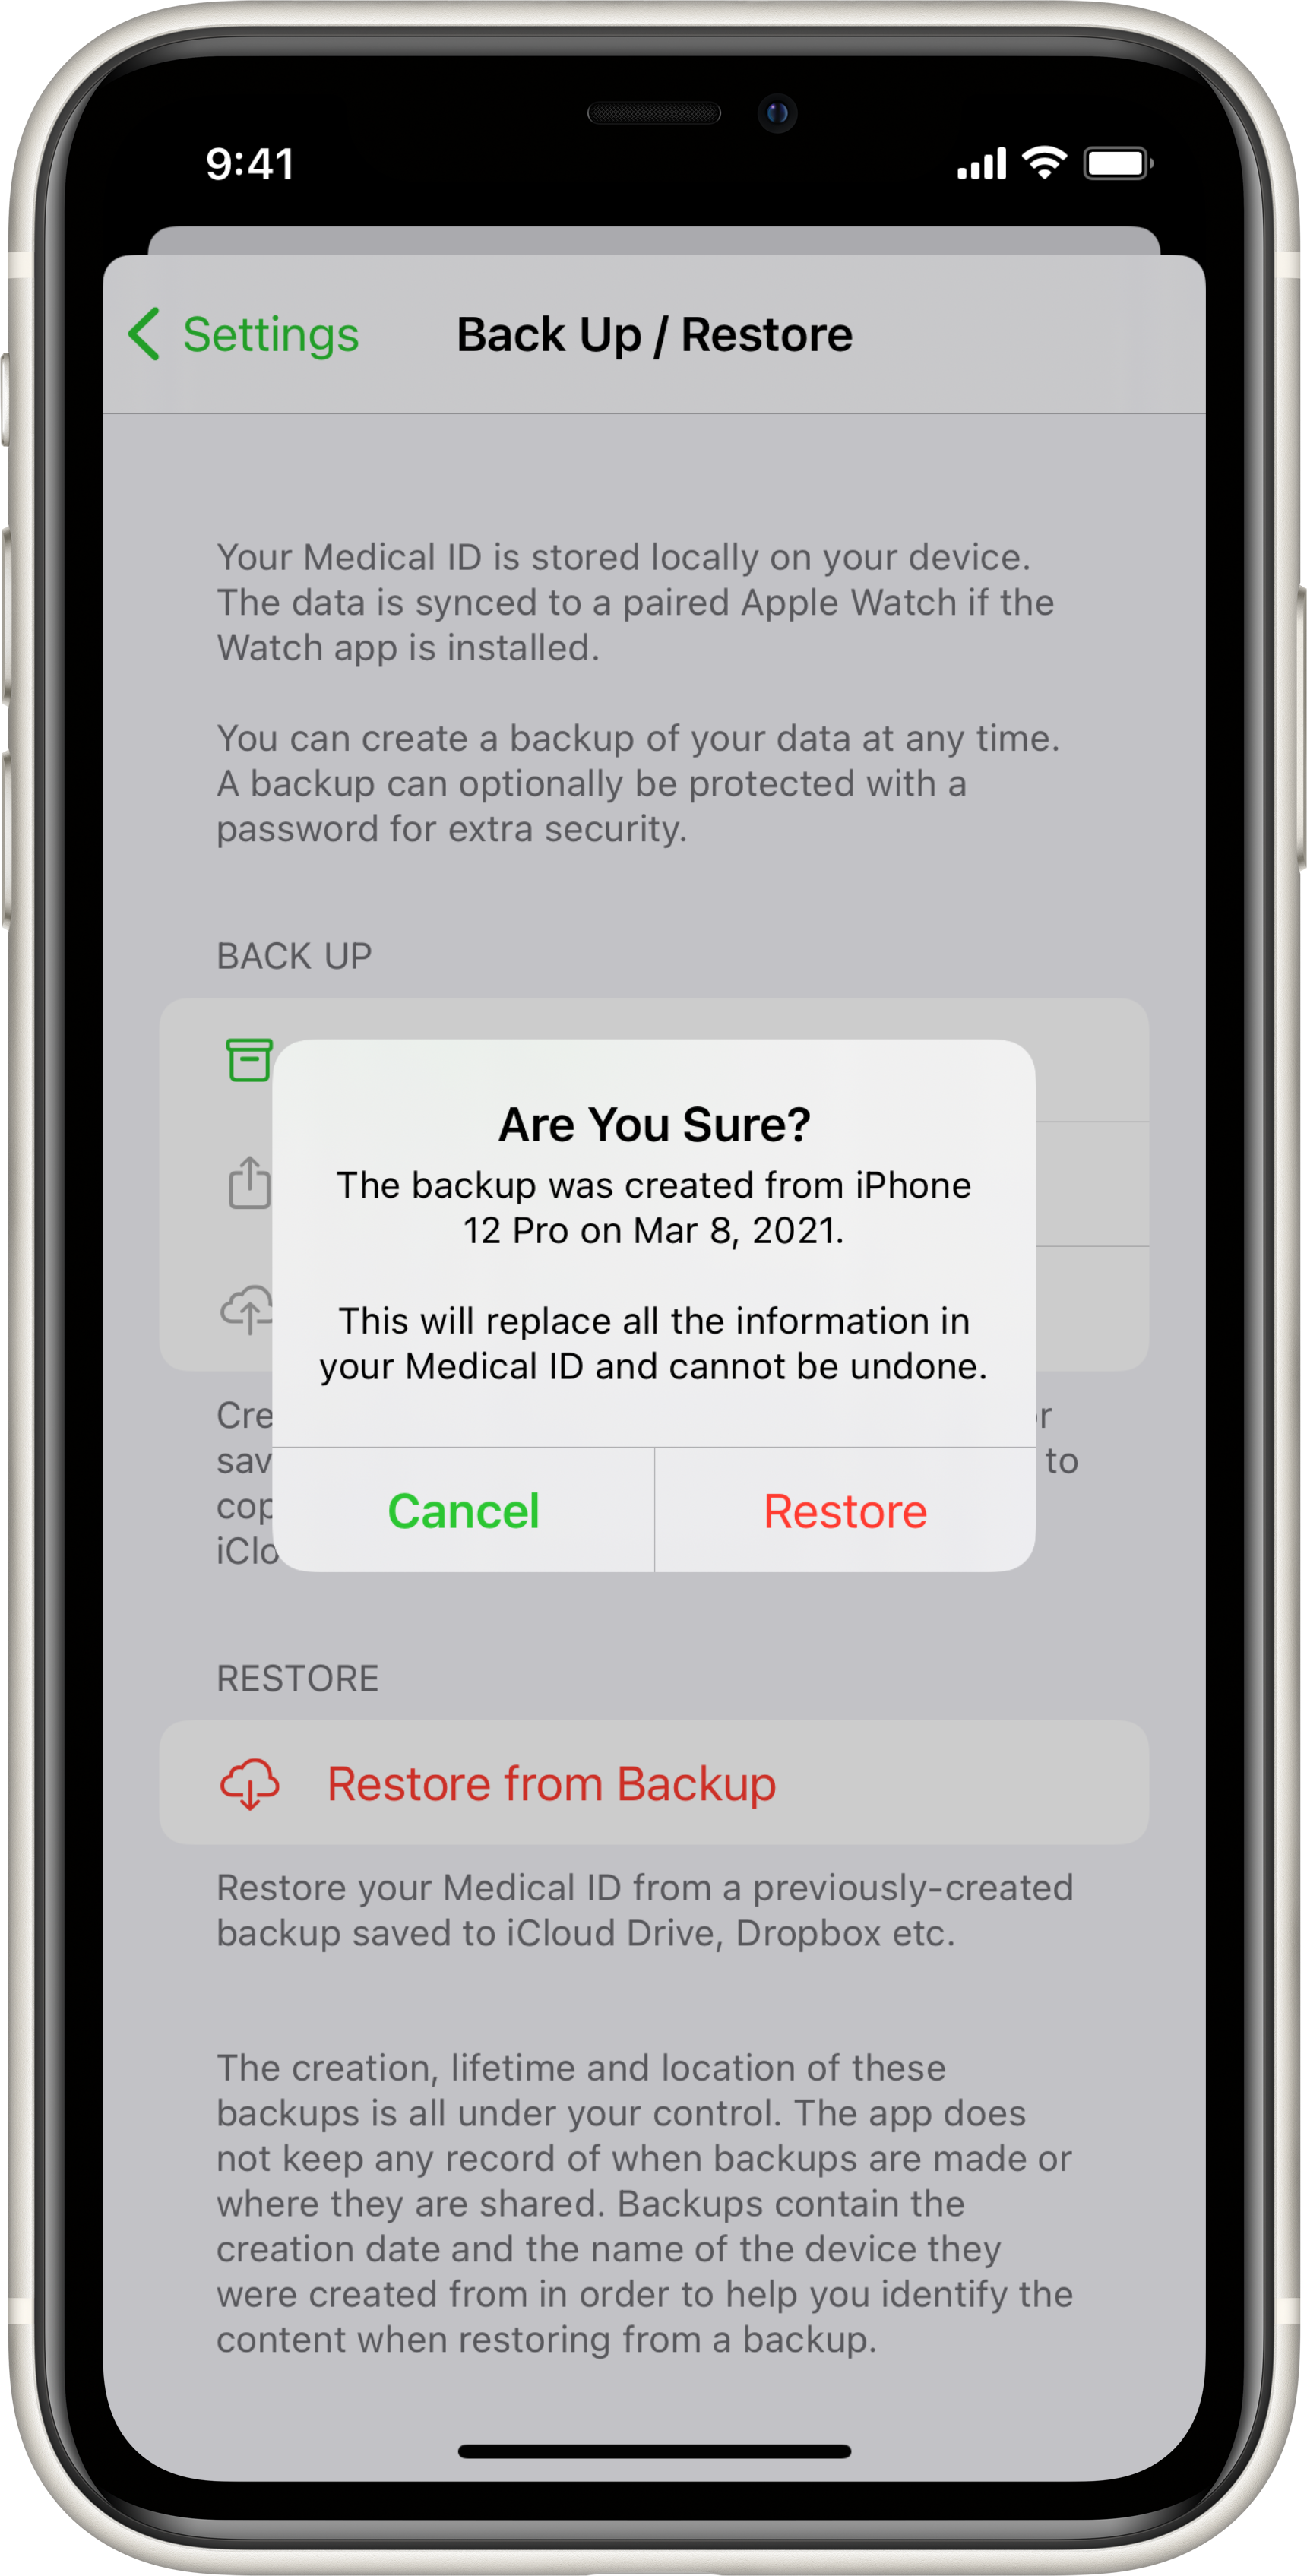 9:41
Settings
Back Up / Restore
Your Medical ID is stored locally on your device.
The data is synced to a paired Apple Watch if the
Watch app is installed.
You can create a backup of your data at any time.
A backup can optionally be protected with a
password for extra security.
BACK UP
Are You Sure?
The backup was created from iPhone
12 Pro on Mar 8, 2021.
This will replace all the information in
your Medical ID and cannot be undone.
to
Cancel
Restore
RESTORE
Restore from Backup
Restore your Medical ID from a previously-created
backup saved to iCloud Drive, Dropbox etc.
The creation, lifetime and location of these
backups is all under your control. The app does
not keep any record of when backups are made or
where they are shared. Backups contain the
creation date and the name of the device they
were created from in order to help you identify the
content when restoring from a backup.